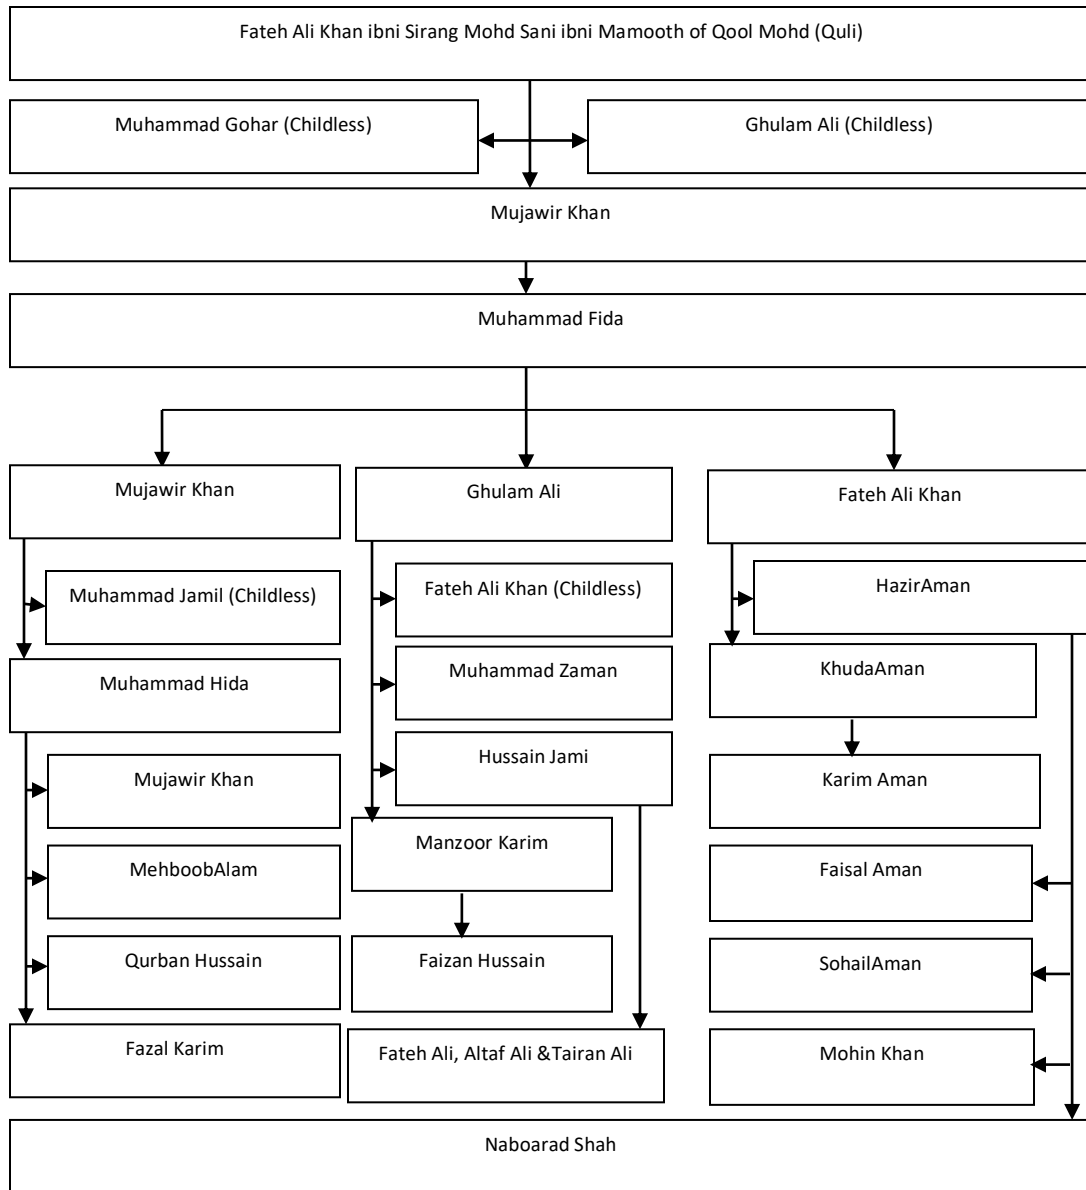 Fateh Ali Khan ibni Sirang Mohd Sani ibni Mamooth of Qool Mohd (Quli)
Muhammad Gohar (Childless)
Ghulam Ali (Childless)
Mujawir Khan
Muhammad Fida
Mujawir Khan
Ghulam Ali
Fateh Ali Khan
Muhammad Jamil (Childless)
Fateh Ali Khan (Childless)
HazirAman
Muhammad Hida
Muhammad Zaman
KhudaAman
Mujawir Khan
Hussain Jami
Karim Aman
MehboobAlam
Manzoor Karim
Faisal Aman
Qurban Hussain
Faizan Hussain
SohailAman
Fazal Karim
Fateh Ali, Altaf Ali &Tairan Ali
Mohin Khan
Naboarad Shah